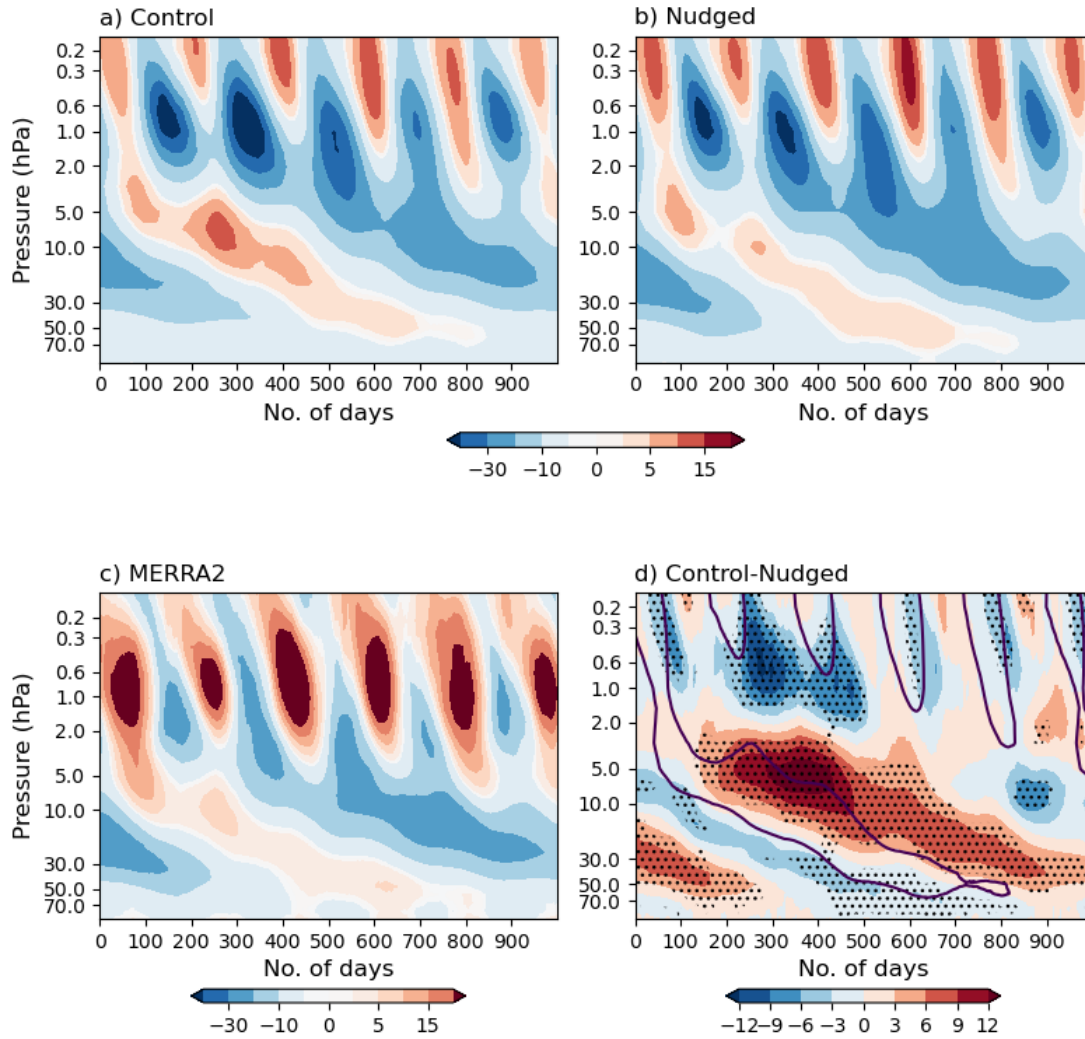 a) Control
b) Nudged
Pressure (hPa)
0.2
0.3
0.6
1.0
2.0
5.0
10.0
30.0
50.0
70.0
0 100 200 300 400 500 600 700 800 900
No. of days
0.2
0.3
0.6
1.0
2.0
5.0
10.0
30.0
50.0
70.0
0 100 200 300 400 500 600 700 800 900
No. of days
−30 −10 0 5 15
c) MERRA2
d) Control-Nudged
Pressure (hPa)
0.2
0.3
0.6
1.0
2.0
5.0
10.0
30.0
50.0
70.0
0 100 200 300 400 500 600 700 800 900
No. of days
0.2
0.3
0.6
1.0
2.0
5.0
10.0
30.0
50.0
70.0
0 100 200 300 400 500 600 700 800 900
No. of days
−30 −10 0 5 15
−12 −9 −6 −3 0 3 6 9 12